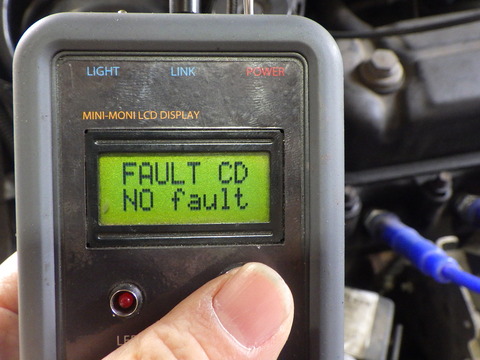 LIGHT LINK POWER
MINI-MONI LCD DISPLAY
FAULT CD
NO fault